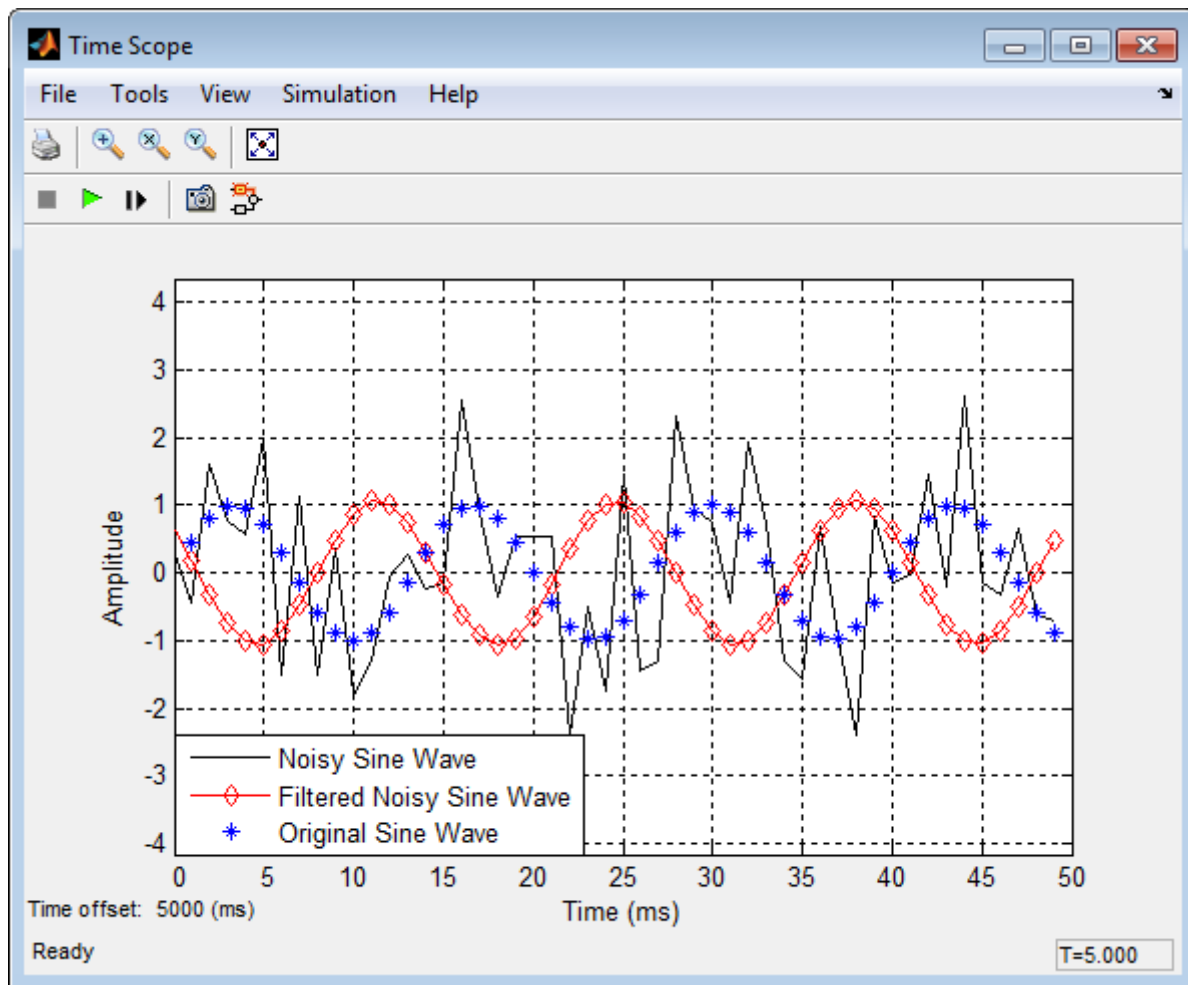 Time Scope
File Tools View Simulation Help
4
3
2
1
0
-1
-2
-3
-4
Amplitude
Noisy Sine Wave
Filtered Noisy Sine Wave
Original Sine Wave
0 5 10 15 20 25 30 35 40 45 50
Time offset: 5000 (ms)
Time (ms)
Ready
T=5.000